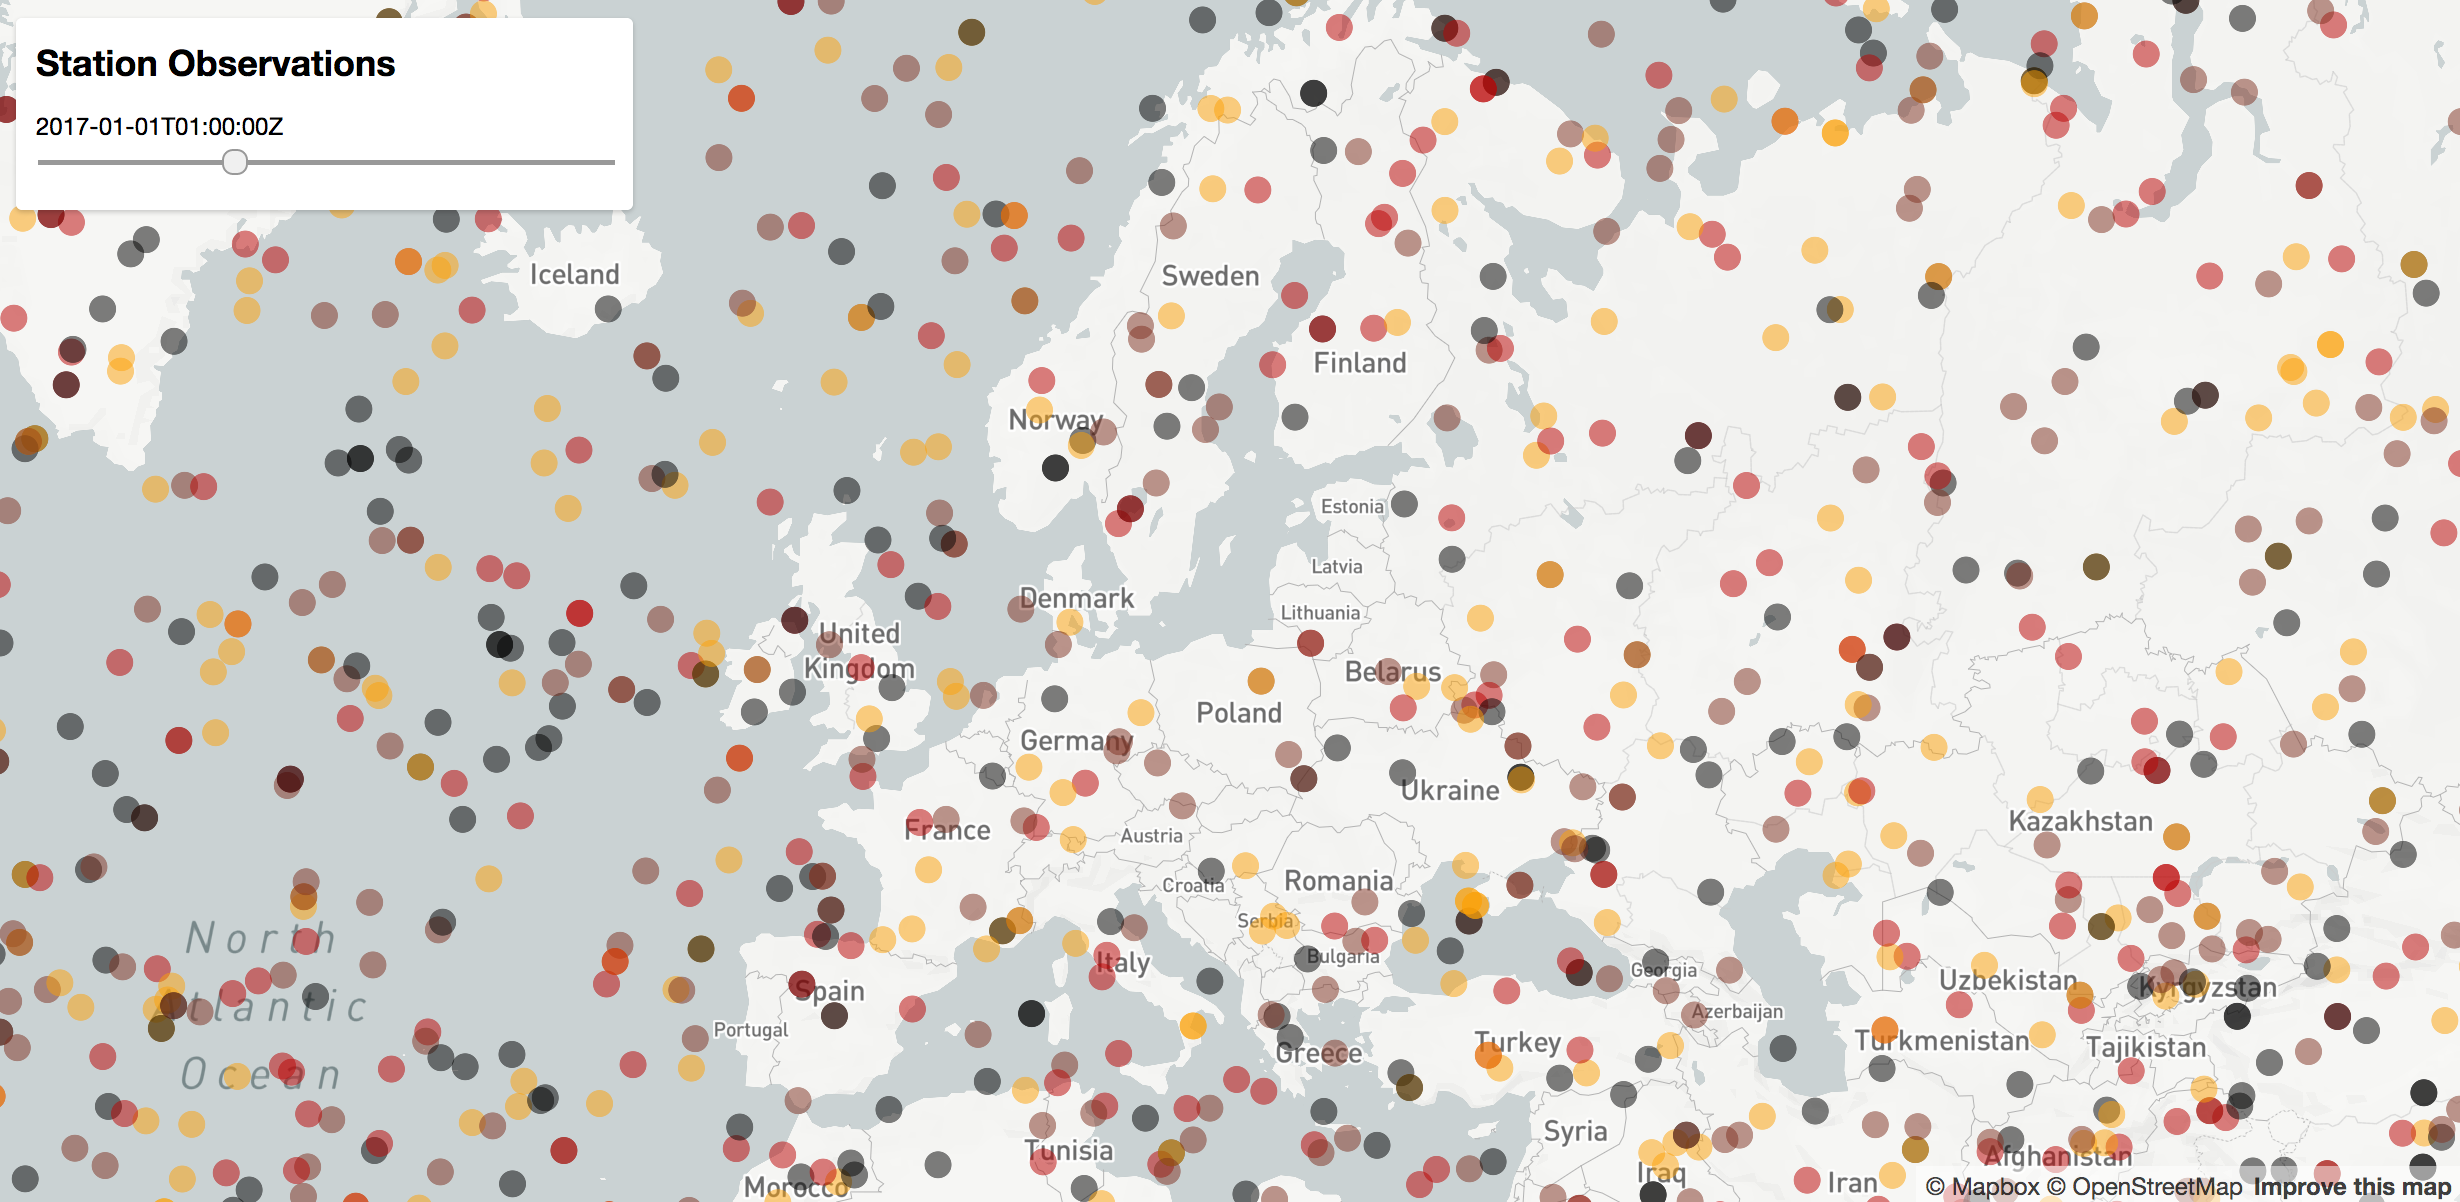 Station Observations
2017-01-01T01:00:00Z
Iceland
Sweden
Finland
Norway
Estonia
Latvia
Denmark
Lithuania
United
Kingdom
Belarus
Poland
Germany
Ukraine
Kazakhstan
France
Austria
Croatia
Romania
Serbia
North
Atlantic
Ocean
Bulgaria
Italy
Georgia
Uzbekistan
Kyrgyzstan
Spain
Azerbaijan
Portugal
Turkey
Turkmenistan
Tajikistan
Greece
Syria
Tunisia
Afghanistan
Iraq
Iran
Morocco
© Mapbox © OpenStreetMap Improve this map